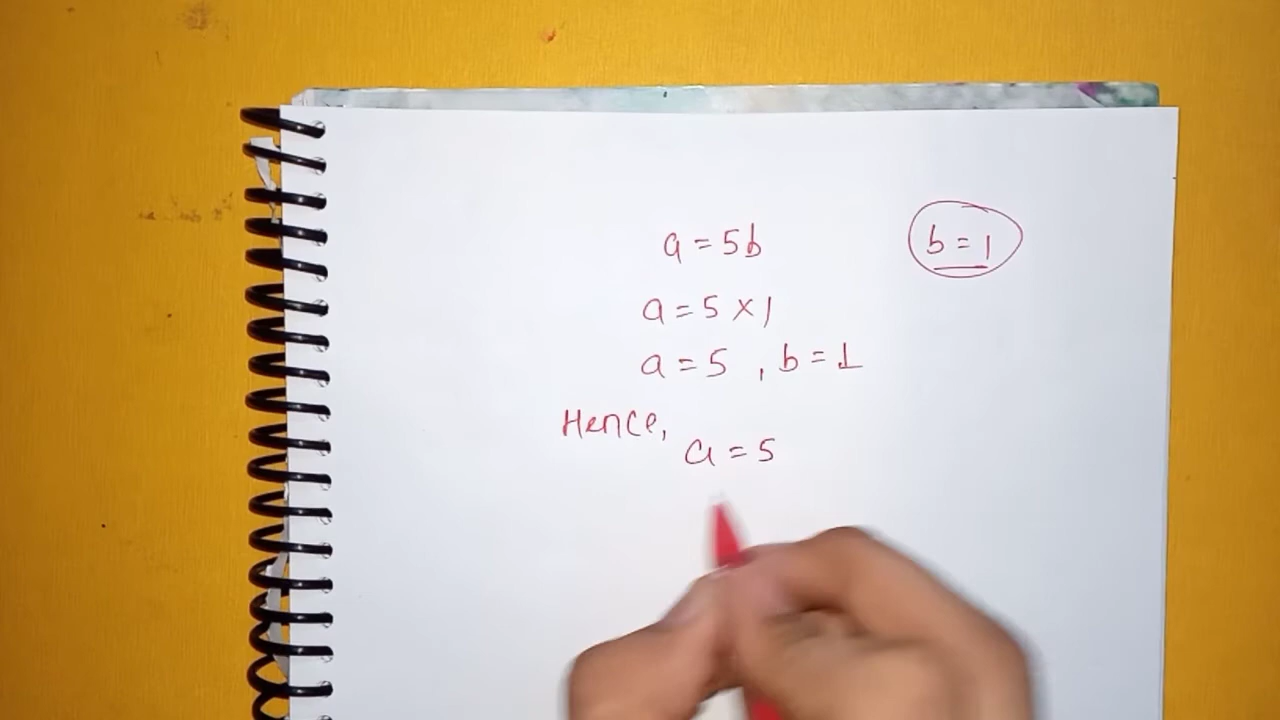 a = 5b
b = 1
a = 5 × 1
a = 5 , b = 1
Hence,
a = 5